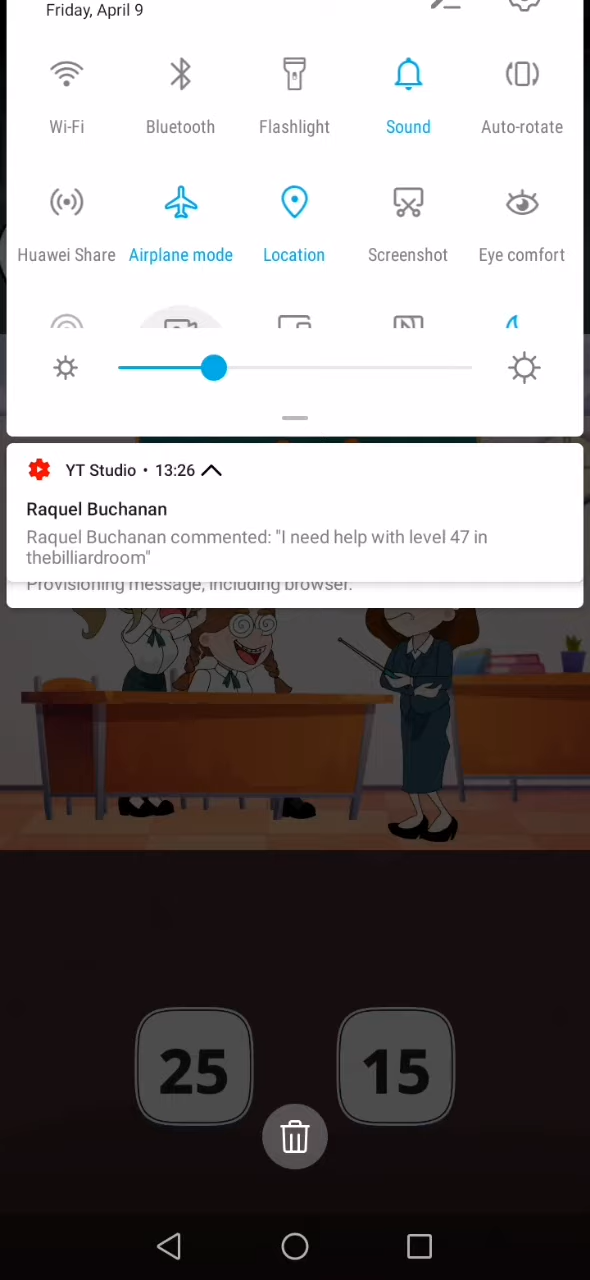 Friday, April 9
Wi-Fi
Bluetooth
Flashlight
Sound
Auto-rotate
Huawei Share
Airplane mode
Location
Screenshot
Eye comfort
YT Studio • 13:26
Raquel Buchanan
Raquel Buchanan commented: "I need help with level 47 in
thebilliardroom"
Provisioning message, including browser.
25
15